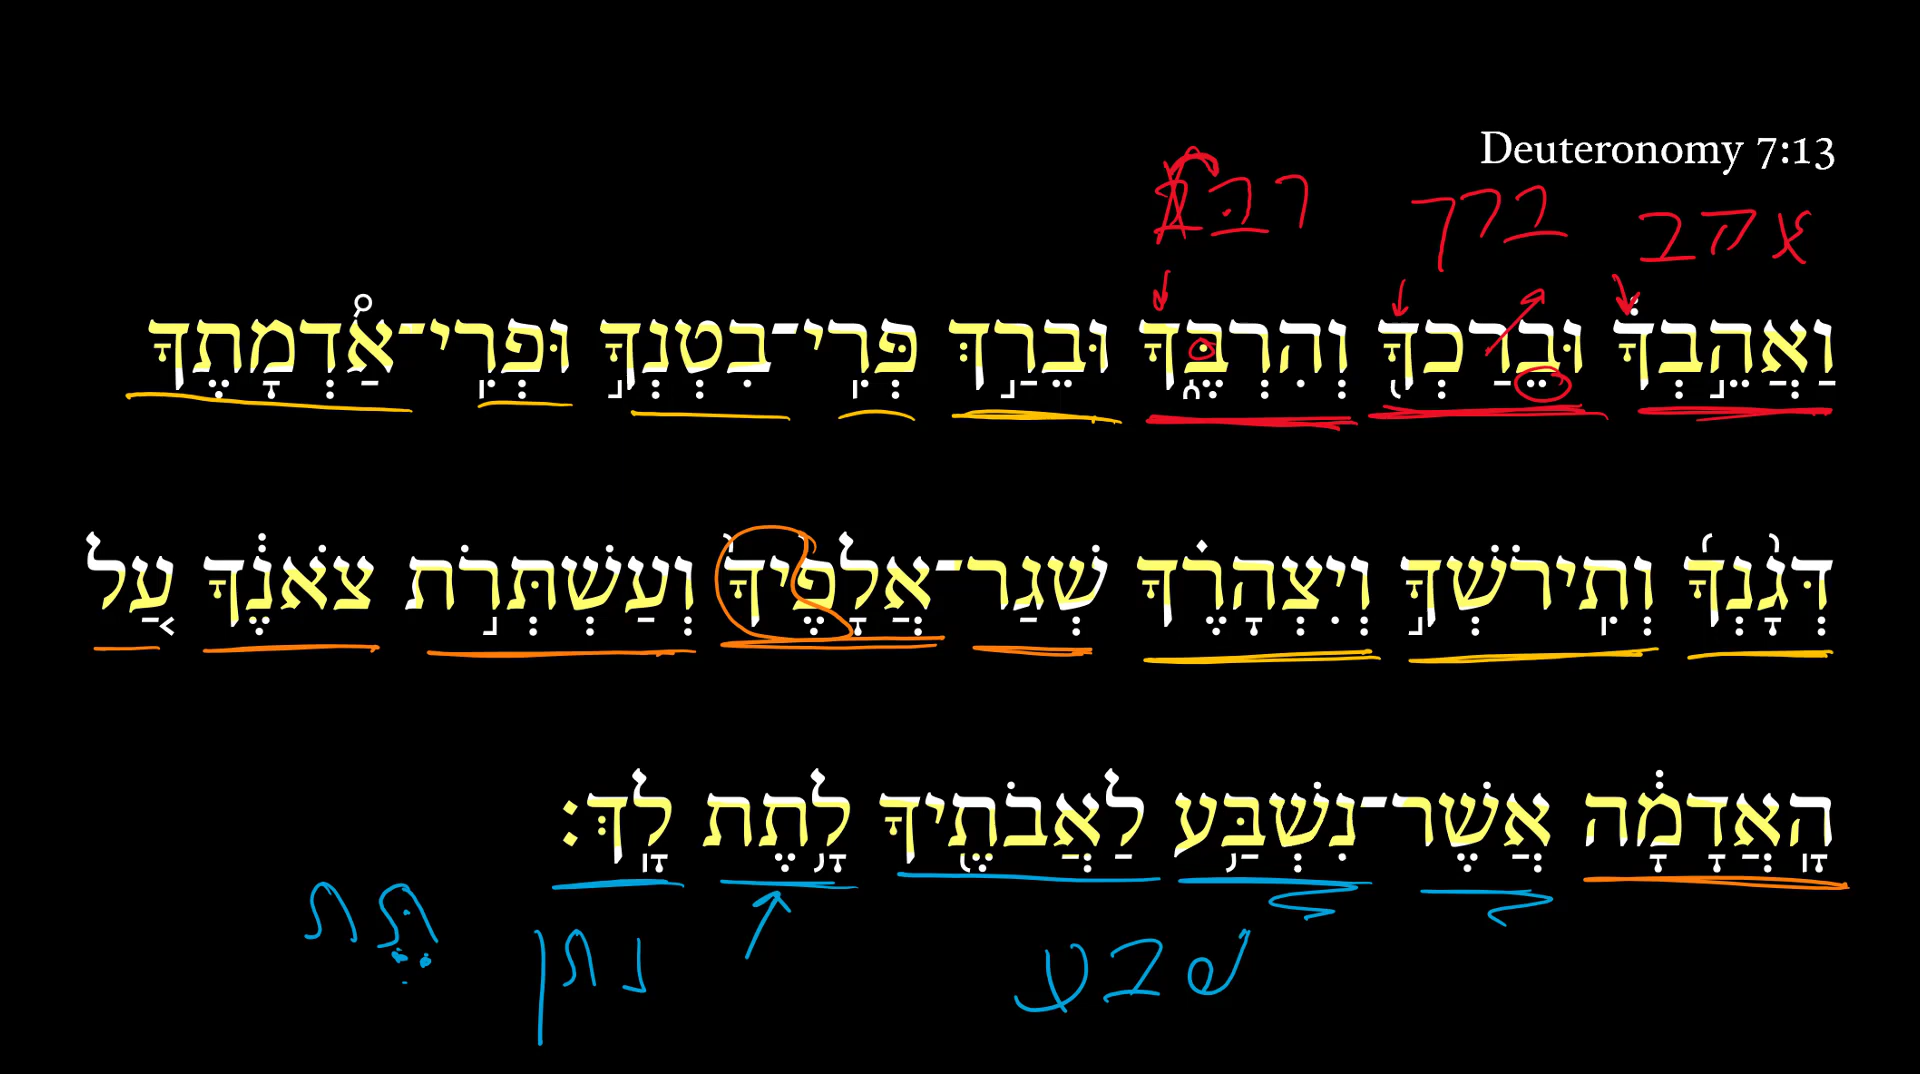 Deuteronomy 7:13
רבה ברך אהב
וַאֲהֵ֣בְךָ֔ וּבֵרַכְךָ֖ וְהִרְבֶּ֑ךָ וּבֵרַ֣ךְ פְּרִֽי־בִטְנְךָ֣ וּפְרִֽי־אַ֠דְמָתֶךָ
דְּגָ֨נְךָ֜ וְתִֽירֹשְׁךָ֣ וְיִצְהָרֶ֗ךָ שְׁגַר־אֲלָפֶ֙יךָ֙ וְעַשְׁתְּרֹ֣ת צֹאנֶ֔ךָ עַ֚ל
הָֽאֲדָמָ֔ה אֲשֶׁר־נִשְׁבַּ֥ע לַאֲבֹתֶ֖יךָ לָ֥תֶת לָֽךְ׃
תֵּת נתן שבע